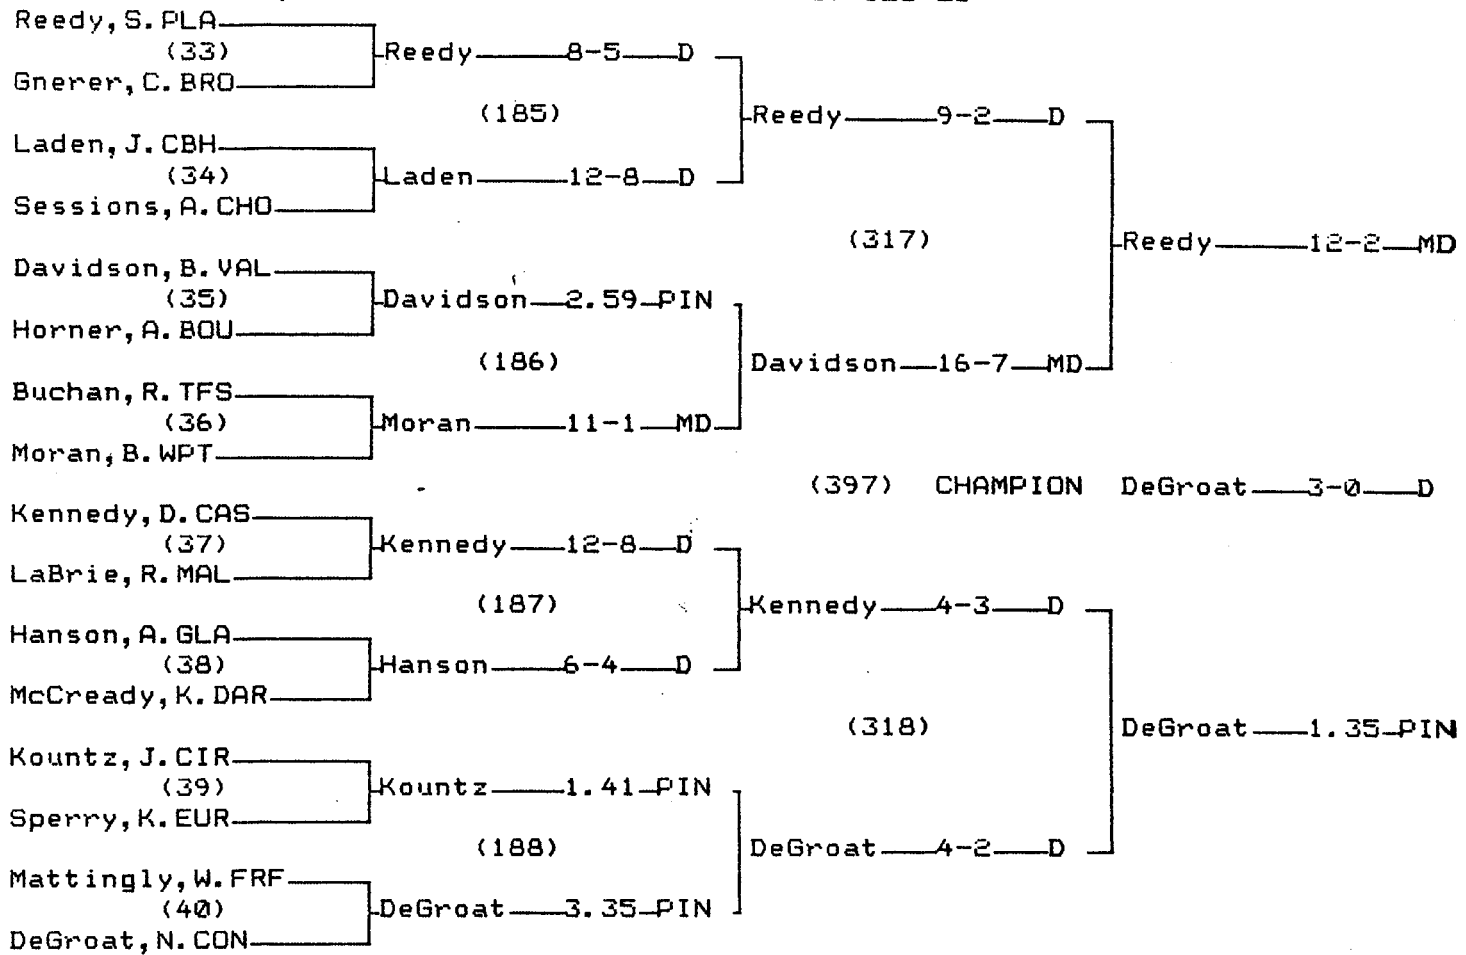 Reedy, S. PLA
(33) Reedy 8-5 D
Gnerer, C. BRO
(185) Reedy 9-2 D
Laden, J. CBH
(34) Laden 12-8 D
Sessions, A. CHO
(317) Reedy 12-2 MD
Davidson, B. VAL
(35) Davidson 2.59 PIN
Horner, A. BOU
(186) Davidson 16-7 MD
Buchan, R. TFS
(36) Moran 11-1 MD
Moran, B. WPT
(397) CHAMPION DeGroat 3-0 D
Kennedy, D. CAS
(37) Kennedy 12-8 D
LaBrie, R. MAL
(187) Kennedy 4-3 D
Hanson, A. GLA
(38) Hanson 6-4 D
McCready, K. DAR
(318) DeGroat 1.35 PIN
Kountz, J. CIR
(39) Kountz 1.41 PIN
Sperry, K. EUR
(188) DeGroat 4-2 D
Mattingly, W. FRF
(40) DeGroat 3.35 PIN
DeGroat, N. CON